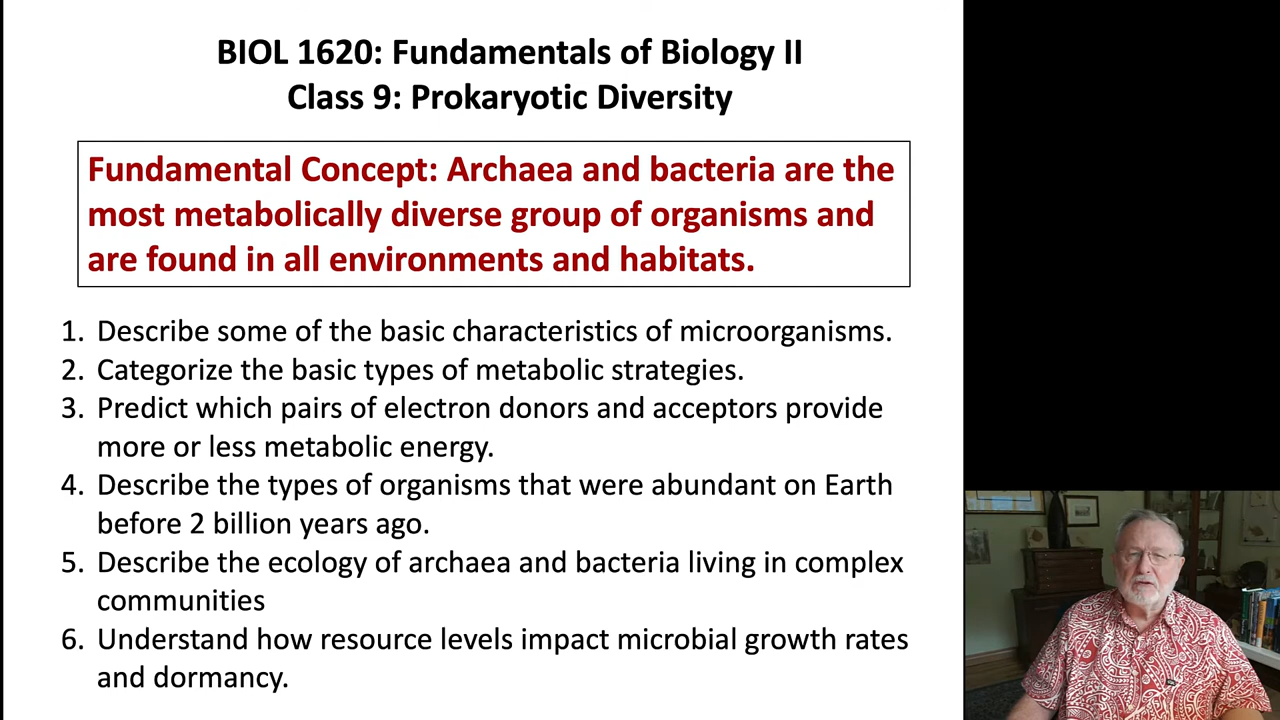 BIOL 1620: Fundamentals of Biology II
Class 9: Prokaryotic Diversity
Fundamental Concept: Archaea and bacteria are the
most metabolically diverse group of organisms and
are found in all environments and habitats.
1. Describe some of the basic characteristics of microorganisms.
2. Categorize the basic types of metabolic strategies.
3. Predict which pairs of electron donors and acceptors provide
more or less metabolic energy.
4. Describe the types of organisms that were abundant on Earth
before 2 billion years ago.
5. Describe the ecology of archaea and bacteria living in complex
communities
6. Understand how resource levels impact microbial growth rates
and dormancy.